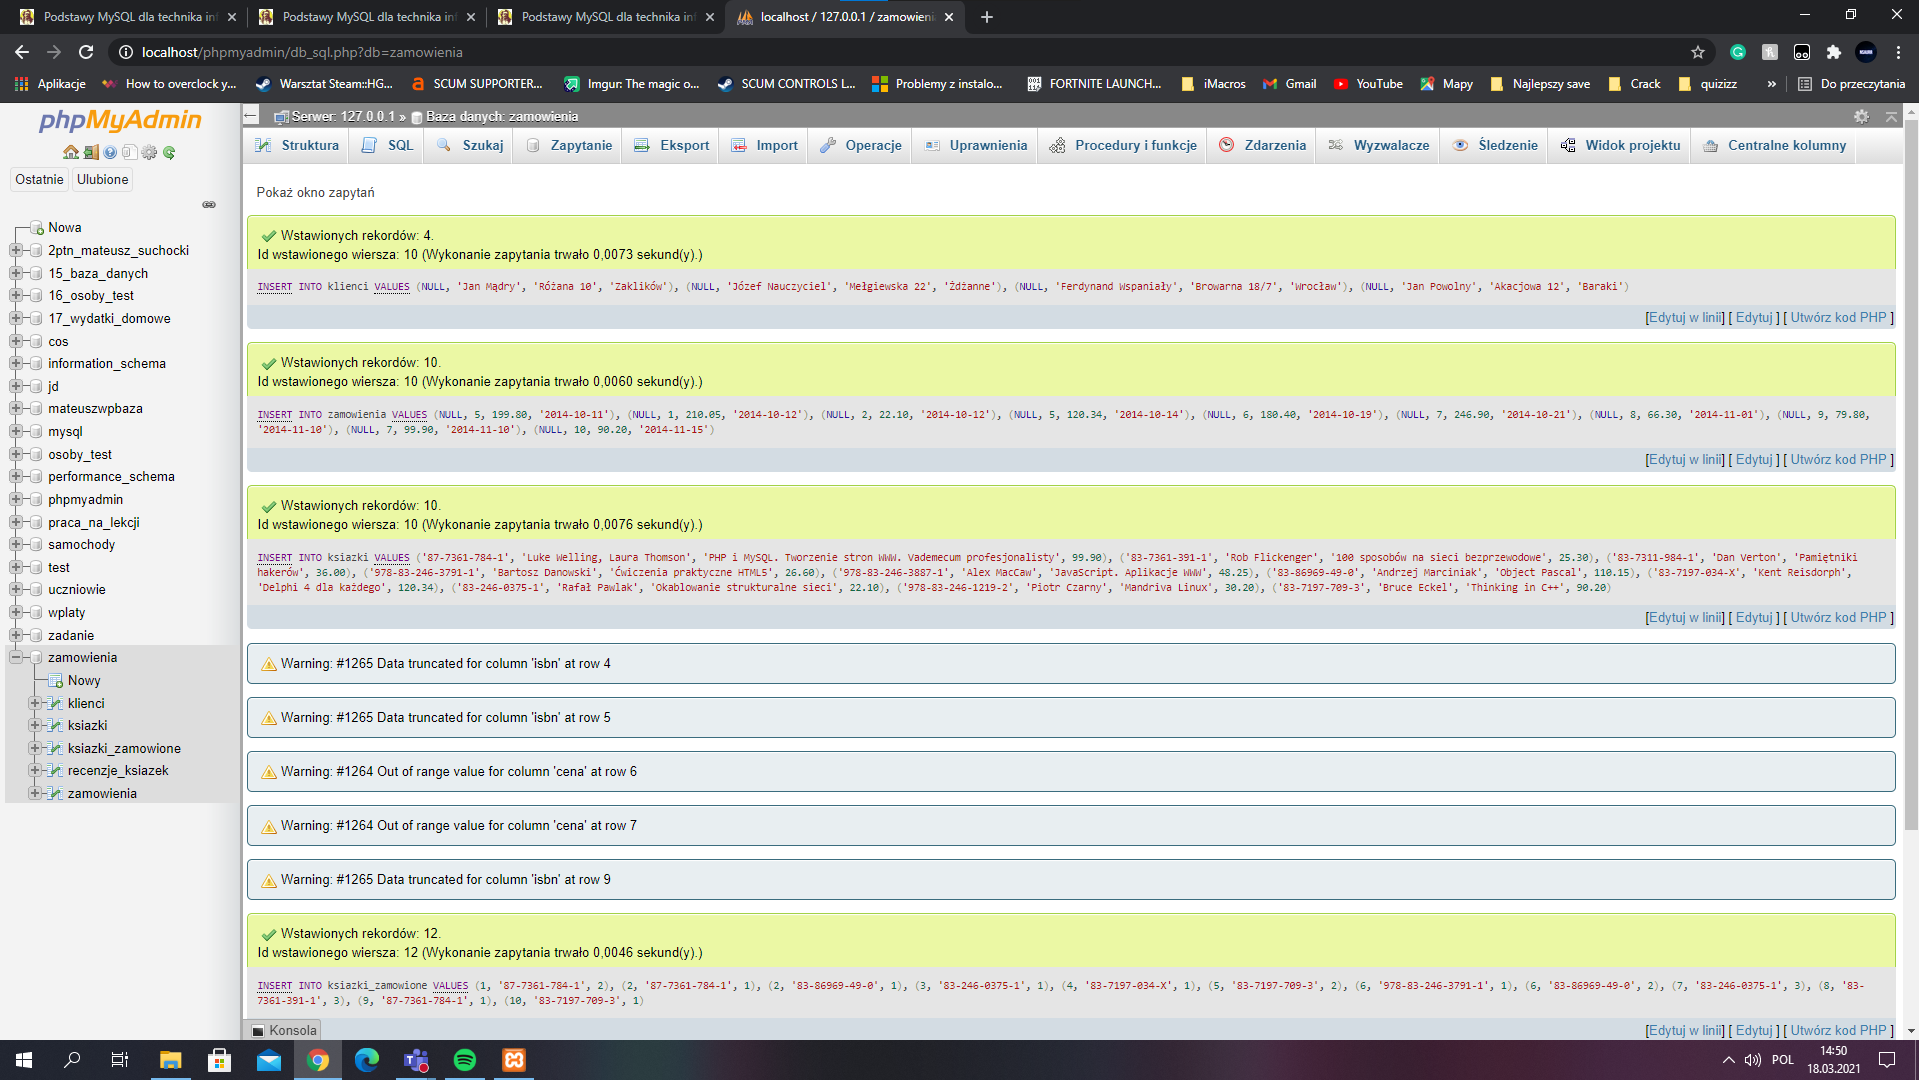 Podstawy MySQL dla technika inf
Podstawy MySQL dla technika inf
Podstawy MySQL dla technika inf
localhost / 127.0.0.1 / zamowieni
localhost/phpmyadmin/db_sql.php?db=zamowienia
Aplikacje
How to overclock y...
Warsztat Steam::HG...
SCUM SUPPORTER...
Imgur: The magic o...
SCUM CONTROLS L...
Problemy z instalo...
FORTNITE LAUNCH...
iMacros
Gmail
YouTube
Mapy
Najlepszy save
Crack
quizizz
»
Do przeczytania
phpMyAdmin
Ostatnie
Ulubione
Nowa
2ptn_mateusz_suchocki
15_baza_danych
16_osoby_test
17_wydatki_domowe
cos
information_schema
jd
mateuszwpbaza
mysql
osoby_test
performance_schema
phpmyadmin
praca_na_lekcji
samochody
test
uczniowie
wplaty
zadanie
zamowienia
Nowy
klienci
ksiazki
ksiazki_zamowione
recenzje_ksiazek
zamowienia
Serwer: 127.0.0.1 » Baza danych: zamowienia
Struktura
SQL
Szukaj
Zapytanie
Eksport
Import
Operacje
Uprawnienia
Procedury i funkcje
Zdarzenia
Wyzwalacze
Śledzenie
Widok projektu
Centralne kolumny
Pokaż okno zapytań
Wstawionych rekordów: 4.
Id wstawionego wiersza: 10 (Wykonanie zapytania trwało 0,0073 sekund(y).)
INSERT INTO klienci VALUES (NULL, 'Jan Mądry', 'Różana 10', 'Zaklików'), (NULL, 'Józef Nauczyciel', 'Mełgiewska 22', 'Żdżanne'), (NULL, 'Ferdynand Wspaniały', 'Browarna 18/7', 'Wrocław'), (NULL, 'Jan Powolny', 'Akacjowa 12', 'Baraki')
[Edytuj w linii] [ Edytuj ] [ Utwórz kod PHP ]
Wstawionych rekordów: 10.
Id wstawionego wiersza: 10 (Wykonanie zapytania trwało 0,0060 sekund(y).)
INSERT INTO zamowienia VALUES (NULL, 5, 199.80, '2014-10-11'), (NULL, 1, 210.05, '2014-10-12'), (NULL, 2, 22.10, '2014-10-12'), (NULL, 5, 120.34, '2014-10-14'), (NULL, 6, 180.40, '2014-10-19'), (NULL, 7, 246.90, '2014-10-21'), (NULL, 8, 66.30, '2014-11-01'), (NULL, 9, 79.80,
'2014-11-10'), (NULL, 7, 99.90, '2014-11-10'), (NULL, 10, 90.20, '2014-11-15')
[Edytuj w linii] [ Edytuj ] [ Utwórz kod PHP ]
Wstawionych rekordów: 10.
Id wstawionego wiersza: 10 (Wykonanie zapytania trwało 0,0076 sekund(y).)
INSERT INTO ksiazki VALUES ('87-7361-784-1', 'Luke Welling, Laura Thomson', 'PHP i MySQL. Tworzenie stron WWW. Vademecum profesjonalisty', 99.90), ('83-7361-391-1', 'Rob Flickenger', '100 sposobów na sieci bezprzewodowe', 25.30), ('83-7311-984-1', 'Dan Verton', 'Pamiętniki
hakerów', 36.00), ('978-83-246-3791-1', 'Bartosz Danowski', 'Ćwiczenia praktyczne HTML5', 26.60), ('978-83-246-3887-1', 'Alex MacCaw', 'JavaScript. Aplikacje WWW', 48.25), ('83-86969-49-0', 'Andrzej Marciniak', 'Object Pascal', 110.15), ('83-7197-034-X', 'Kent Reisdorph',
'Delphi 4 dla każdego', 120.34), ('83-246-0375-1', 'Rafał Pawlak', 'Okablowanie strukturalne sieci', 22.10), ('978-83-246-1219-2', 'Piotr Czarny', 'Mandriva Linux', 30.20), ('83-7197-709-3', 'Bruce Eckel', 'Thinking in C++', 90.20)
[Edytuj w linii] [ Edytuj ] [ Utwórz kod PHP ]
Warning: #1265 Data truncated for column 'isbn' at row 4
Warning: #1265 Data truncated for column 'isbn' at row 5
Warning: #1264 Out of range value for column 'cena' at row 6
Warning: #1264 Out of range value for column 'cena' at row 7
Warning: #1265 Data truncated for column 'isbn' at row 9
Wstawionych rekordów: 12.
Id wstawionego wiersza: 12 (Wykonanie zapytania trwało 0,0046 sekund(y).)
INSERT INTO ksiazki_zamowione VALUES (1, '87-7361-784-1', 2), (2, '87-7361-784-1', 1), (2, '83-86969-49-0', 1), (3, '83-246-0375-1', 1), (4, '83-7197-034-X', 1), (5, '83-7197-709-3', 2), (6, '978-83-246-3791-1', 1), (6, '83-86969-49-0', 2), (7, '83-246-0375-1', 3), (8, '83-
7361-391-1', 3), (9, '87-7361-784-1', 1), (10, '83-7197-709-3', 1)
Konsola
[Edytuj w linii] [ Edytuj ] [ Utwórz kod PHP ]
POL
14:50
18.03.2021